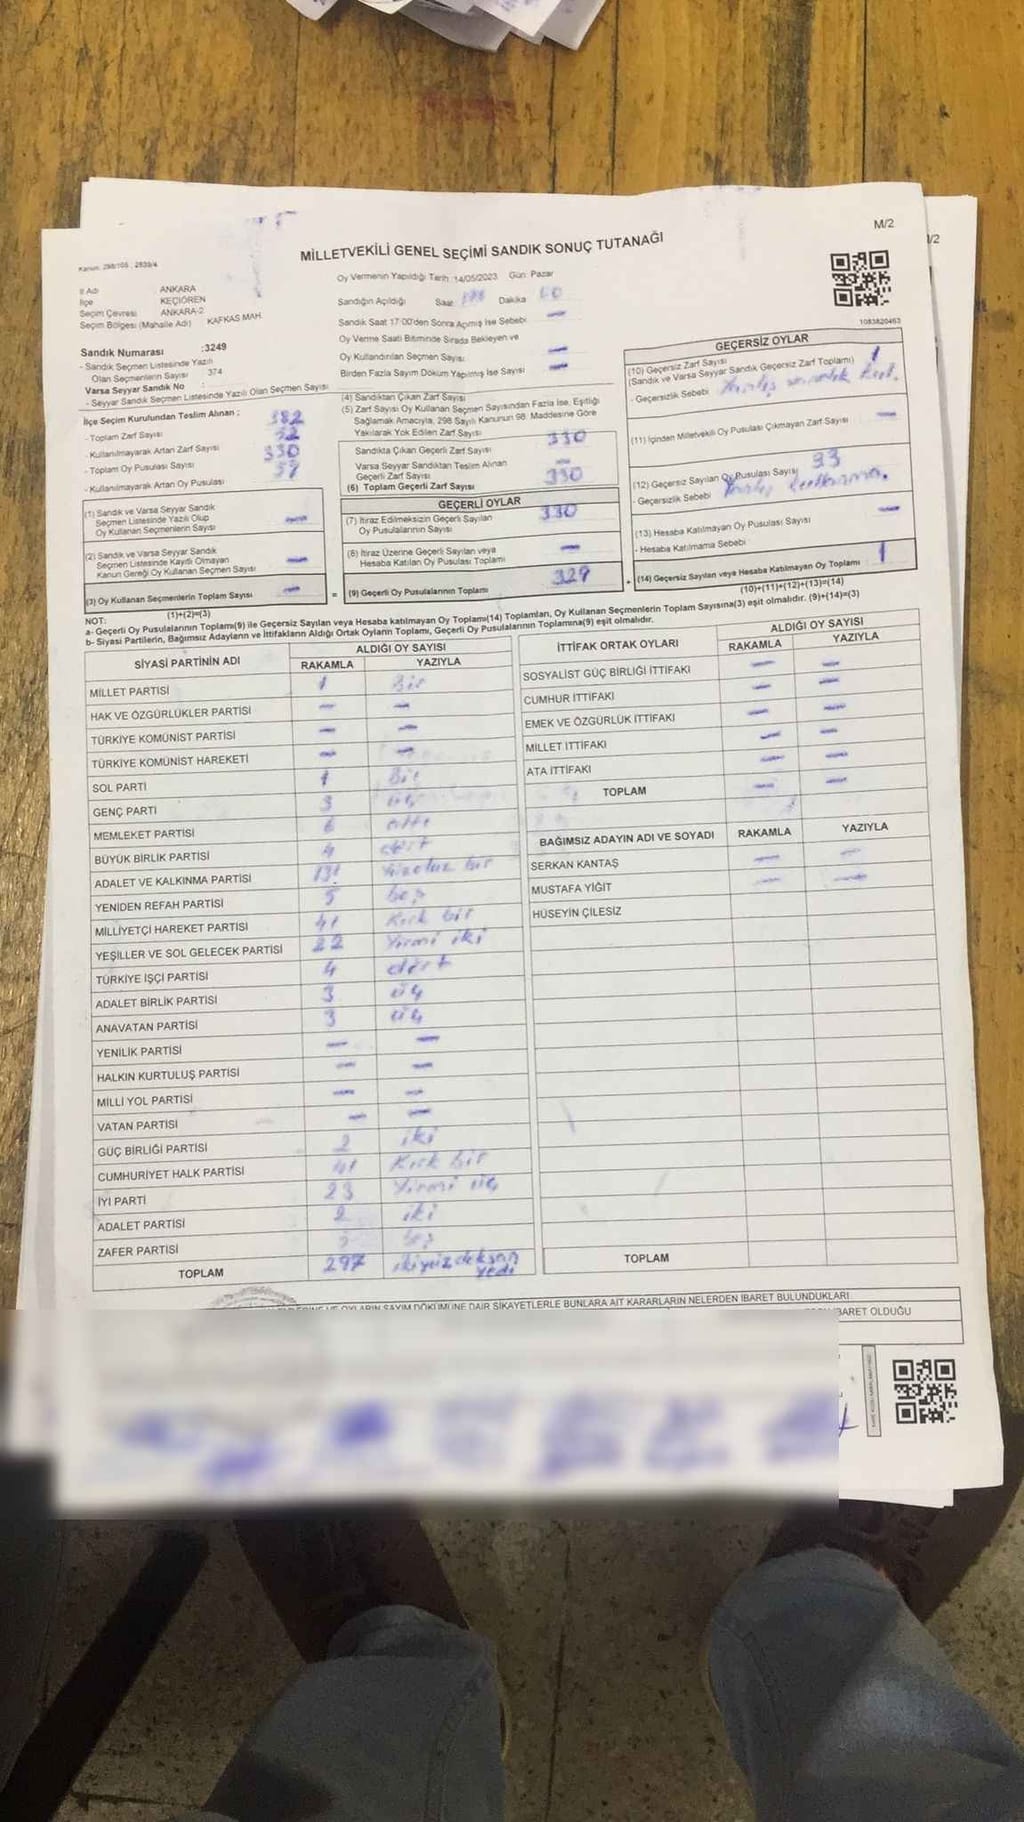 M/2
MİLLETVEKİLİ GENEL SEÇİMİ SANDIK SONUÇ TUTANAĞI
Kanun: 298/105 , 2839/4
Oy Vermenin Yapıldığı Tarih :14/05/2023 Gün: Pazar
İl Adı ANKARA
İlçe KEÇİÖREN
Seçim Çevresi ANKARA-2
Seçim Bölgesi (Mahalle Adı) KAFKAS MAH.
Sandık Numarası :3249
- Sandık Seçmen Listesinde Yazılı
Olan Seçmenlerin Sayısı 374
Varsa Seyyar Sandık No :
- Seyyar Sandık Seçmen Listesinde Yazılı Olan Seçmen Sayısı :
İlçe Seçim Kurulundan Teslim Alınan ;
- Toplam Zarf Sayısı 382
- Kullanılmayarak Artan Zarf Sayısı 52
- Toplam Oy Pusulası Sayısı 330
- Kullanılmayarak Artan Oy Pusulası
(1) Sandık ve Varsa Seyyar Sandık
Seçmen Listesinde Yazılı Olup
Oy Kullanan Seçmenlerin Sayısı —
(2) Sandık ve Varsa Seyyar Sandık
Seçmen Listesinde Kayıtlı Olmayan
Kanun Gereği Oy Kullanan Seçmen Sayısı —
(3) Oy Kullanan Seçmenlerin Toplam Sayısı —
(1)+(2)=(3)
Sandığın Açıldığı Saat Dakika
Sandık Saat 17:00'den Sonra Açmış İse Sebebi —
Oy Verme Saati Bitiminde Sırada Bekleyen ve
Oy Kullandırılan Seçmen Sayısı —
Birden Fazla Sayım Döküm Yapılmış İse Sayısı —
(4) Sandıktan Çıkan Zarf Sayısı
(5) Zarf Sayısı Oy Kullanan Seçmen Sayısından Fazla İse, Eşitliği
Sağlamak Amacıyla, 298 Sayılı Kanunun 98. Maddesine Göre
Yakılarak Yok Edilen Zarf Sayısı
Sandıkta Çıkan Geçerli Zarf Sayısı 330
Varsa Seyyar Sandıktan Teslim Alınan
Geçerli Zarf Sayısı —
(6) Toplam Geçerli Zarf Sayısı 330
GEÇERLİ OYLAR
(7) İtiraz Edilmeksizin Geçerli Sayılan
Oy Pusulalarının Sayısı 330
(8) İtiraz Üzerine Geçerli Sayılan veya
Hesaba Katılan Oy Pusulası Toplamı —
= (9) Geçerli Oy Pusulalarının Toplamı 329
1083820463
GEÇERSİZ OYLAR
(10) Geçersiz Zarf Sayısı 1
(Sandık ve Varsa Seyyar Sandık Geçersiz Zarf Toplamı)
- Geçersizlik Sebebi
(11) İçinden Milletvekili Oy Pusulası Çıkmayan Zarf Sayısı —
(12) Geçersiz Sayılan Oy Pusulası Sayısı 33
- Geçersizlik Sebebi
(13) Hesaba Katılmayan Oy Pusulası Sayısı —
- Hesaba Katılmama Sebebi
+ (14) Geçersiz Sayılan veya Hesaba Katılmayan Oy Toplamı 1
(10)+(11)+(12)+(13)=(14)
NOT:
a- Geçerli Oy Pusulalarının Toplamı(9) ile Geçersiz Sayılan veya Hesaba katılmayan Oy Toplamı(14) Toplamları, Oy Kullanan Seçmenlerin Toplam Sayısına(3) eşit olmalıdır. (9)+(14)=(3)
b- Siyasi Partilerin, Bağımsız Adayların ve İttifakların Aldığı Ortak Oyların Toplamı, Geçerli Oy Pusulalarının Toplamına(9) eşit olmalıdır.
SİYASİ PARTİNİN ADI ALDIĞI OY SAYISI
RAKAMLA YAZIYLA
MİLLET PARTİSİ 1 Bir
HAK VE ÖZGÜRLÜKLER PARTİSİ — —
TÜRKİYE KOMÜNİST PARTİSİ — —
TÜRKİYE KOMÜNİST HAREKETİ — —
SOL PARTİ 1 Bir
GENÇ PARTİ 3 üç
MEMLEKET PARTİSİ 6 altı
BÜYÜK BİRLİK PARTİSİ 4 dört
ADALET VE KALKINMA PARTİSİ 131 Yüzotuz bir
YENİDEN REFAH PARTİSİ 5 beş
MİLLİYETÇİ HAREKET PARTİSİ 41 Kırk bir
YEŞİLLER VE SOL GELECEK PARTİSİ 22 Yirmi iki
TÜRKİYE İŞÇİ PARTİSİ 4 dört
ADALET BİRLİK PARTİSİ 3 üç
ANAVATAN PARTİSİ 3 üç
YENİLİK PARTİSİ — —
HALKIN KURTULUŞ PARTİSİ — —
MİLLİ YOL PARTİSİ — —
VATAN PARTİSİ — —
GÜÇ BİRLİĞİ PARTİSİ 2 iki
CUMHURİYET HALK PARTİSİ 41 Kırk bir
İYİ PARTİ 23 Yirmi üç
ADALET PARTİSİ 2 iki
ZAFER PARTİSİ 5 beş
TOPLAM 297 ikiyüzdoksan yedi
İTTİFAK ORTAK OYLARI ALDIĞI OY SAYISI
RAKAMLA YAZIYLA
SOSYALİST GÜÇ BİRLİĞİ İTTİFAKI — —
CUMHUR İTTİFAKI — —
EMEK VE ÖZGÜRLÜK İTTİFAKI — —
MİLLET İTTİFAKI — —
ATA İTTİFAKI — —
TOPLAM — —
BAĞIMSIZ ADAYIN ADI VE SOYADI RAKAMLA YAZIYLA
SERKAN KANTAŞ — —
MUSTAFA YİĞİT — —
HÜSEYİN ÇİLESİZ
TOPLAM
OYLARIN SAYIM DÖKÜMÜNE DAİR ŞİKAYETLERLE BUNLARA AİT KARARLARIN NELERDEN İBARET BULUNDUKLARI
İBARET OLDUĞU